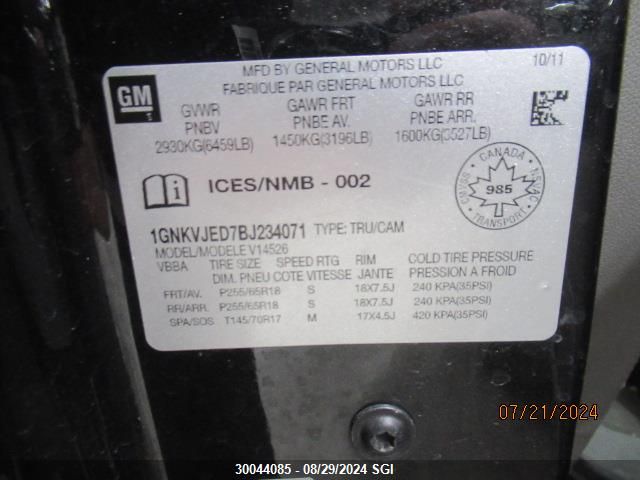 GM
MFD BY GENERAL MOTORS LLC 10/11
FABRIQUE PAR GENERAL MOTORS LLC
GVWR GAWR FRT GAWR RR
PNBV PNBE AV. PNBE ARR.
2930KG(6459LB) 1450KG(3196LB) 1600KG(3527LB)
i ICES/NMB - 002
CANADA
CMVSS 985 NSVAC
TRANSPORT
1GNKVJED7BJ234071 TYPE: TRU/CAM
MODEL/MODELE V14526
VBBA TIRE SIZE SPEED RTG RIM COLD TIRE PRESSURE
DIM. PNEU COTE VITESSE JANTE PRESSION A FROID
FRT/AV. P255/65R18 S 18X7.5J 240 KPA(35PSI)
RR/ARR. P255/65R18 S 18X7.5J 240 KPA(35PSI)
SPA/SOS T145/70R17 M 17X4.5J 420 KPA(35PSI)
07/21/2024
30044085 - 08/29/2024 SGI